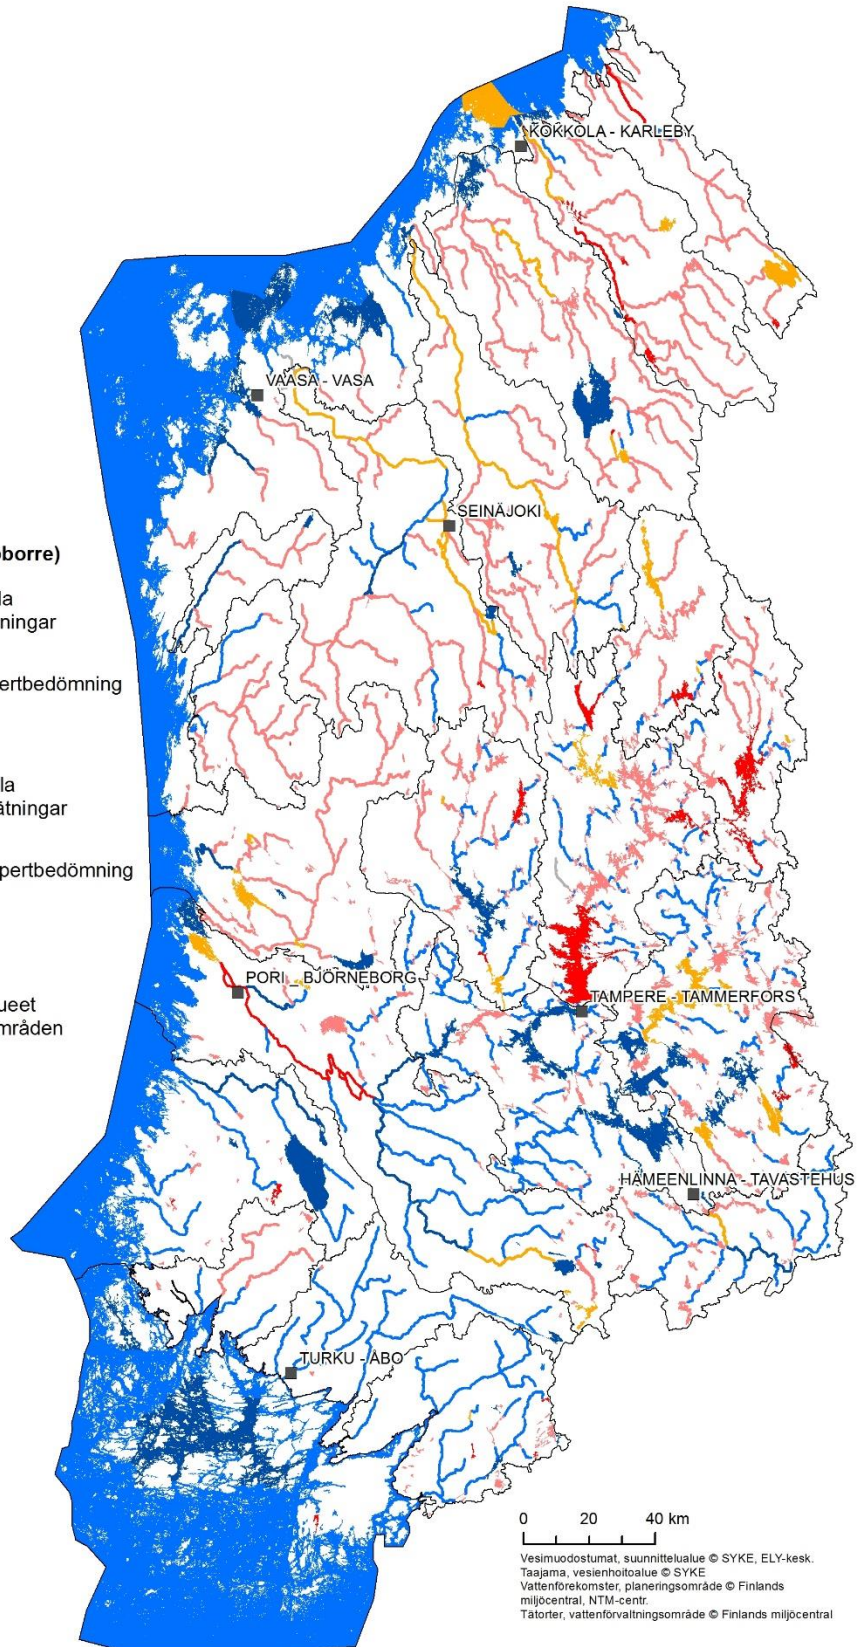 KOKKOLA - KARLEBY
VAASA - VASA
SEINÄJOKI
borre)
la
ningar
ertbedömning
la
ätningar
pertbedömning
PORI - BJÖRNEBORG
TAMPERE - TAMMERFORS
ueet
mråden
HÄMEENLINNA - TAVASTEHUS
TURKU - ÅBO
0 20 40 km
Vesimuodostumat, suunnittelualue © SYKE, ELY-kesk.
Taajama, vesienhoitoalue © SYKE
Vattenförekomster, planeringsområde © Finlands
miljöcentral, NTM-centr.
Tätorter, vattenförvaltningsområde © Finlands miljöcentral